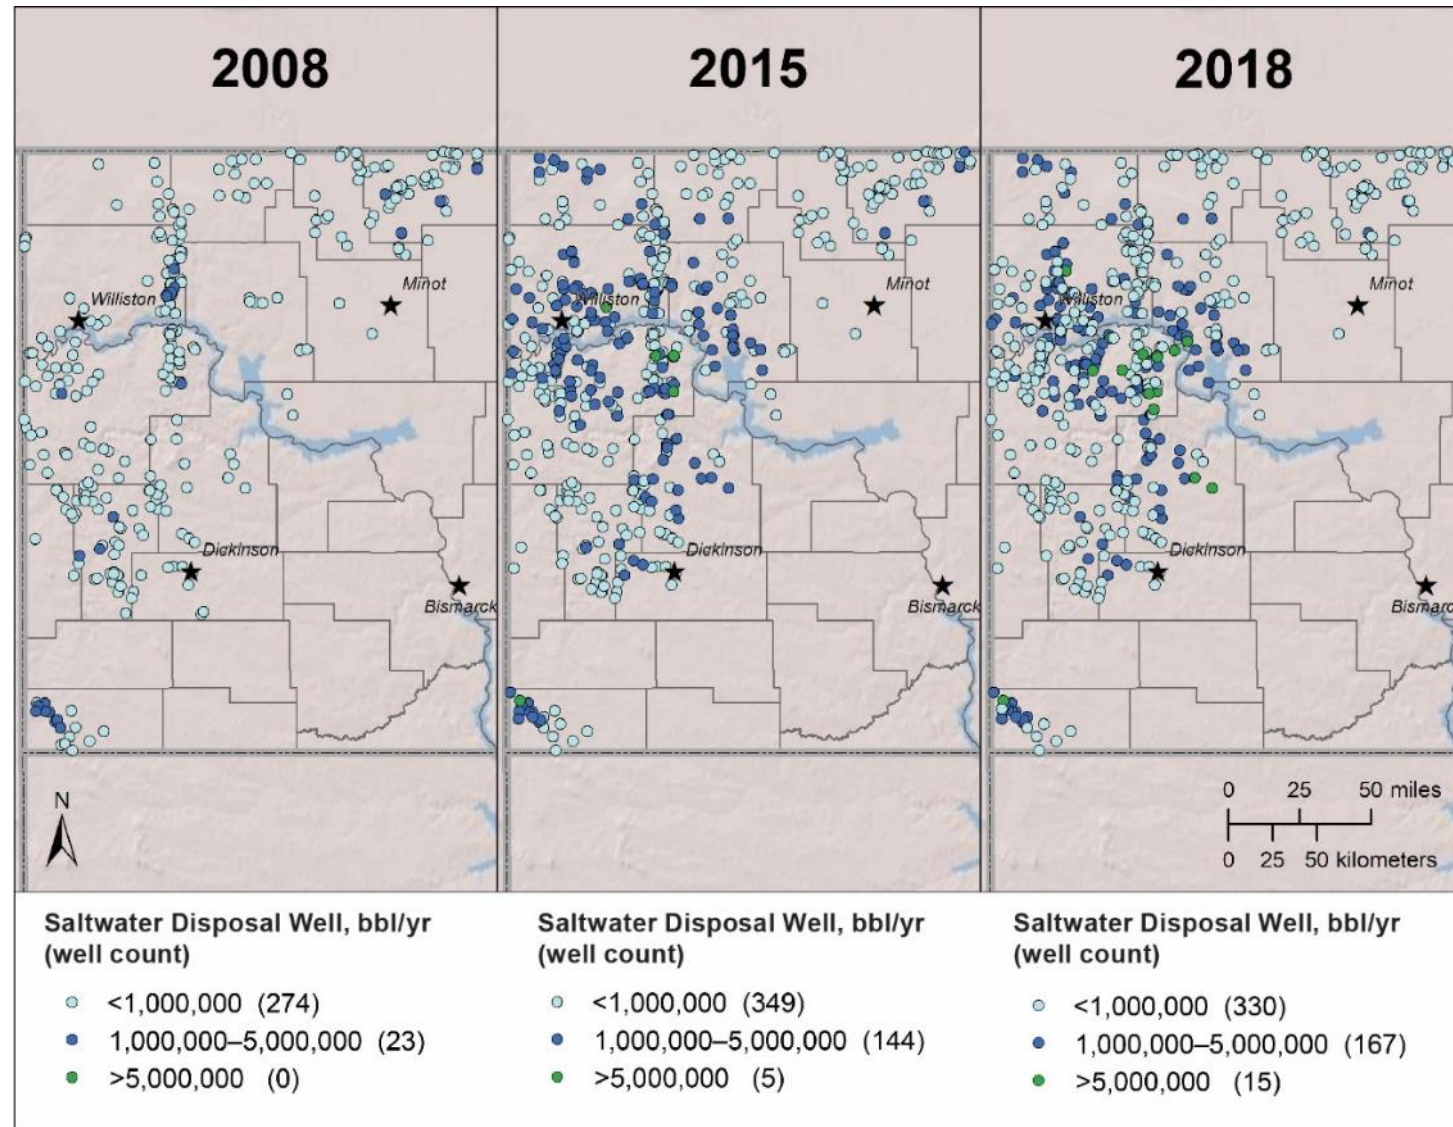 2008
2015
2018
Williston
Minot
Dickinson
Bismarck
N
Williston
Minot
Dickinson
Bismarck
Williston
Minot
Dickinson
Bismarc
0 25 50 miles
0 25 50 kilometers
Saltwater Disposal Well, bbl/yr
(well count)
<1,000,000 (274)
1,000,000–5,000,000 (23)
>5,000,000 (0)
Saltwater Disposal Well, bbl/yr
(well count)
<1,000,000 (349)
1,000,000–5,000,000 (144)
>5,000,000 (5)
Saltwater Disposal Well, bbl/yr
(well count)
<1,000,000 (330)
1,000,000–5,000,000 (167)
>5,000,000 (15)